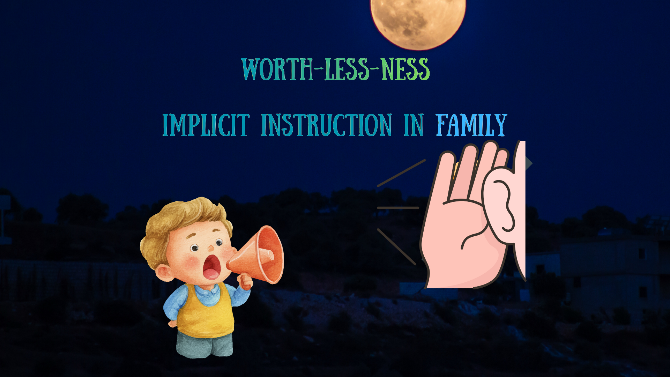 WORTH-LESS-NESS
IMPLICIT INSTRUCTION IN FAMILY